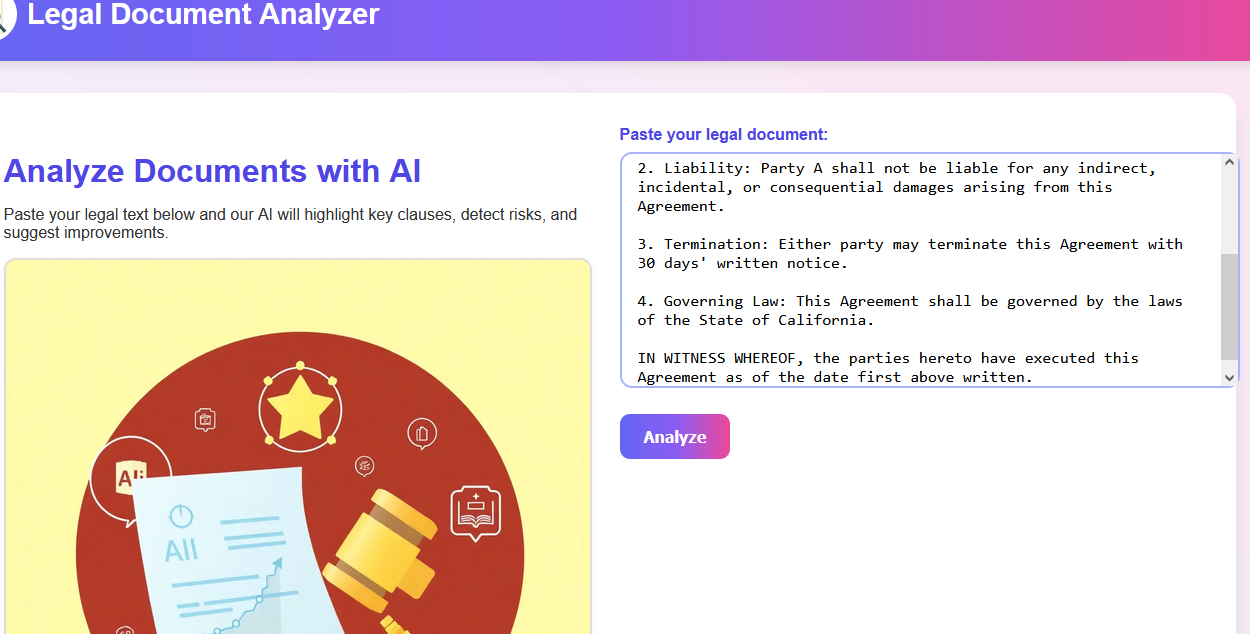 Legal Document Analyzer
Analyze Documents with AI
Paste your legal text below and our AI will highlight key clauses, detect risks, and
suggest improvements.
Ali
All
Paste your legal document:
2. Liability: Party A shall not be liable for any indirect,
incidental, or consequential damages arising from this
Agreement.
3. Termination: Either party may terminate this Agreement with
30 days' written notice.
4. Governing Law: This Agreement shall be governed by the laws
of the State of California.
IN WITNESS WHEREOF, the parties hereto have executed this
Agreement as of the date first above written.
Analyze